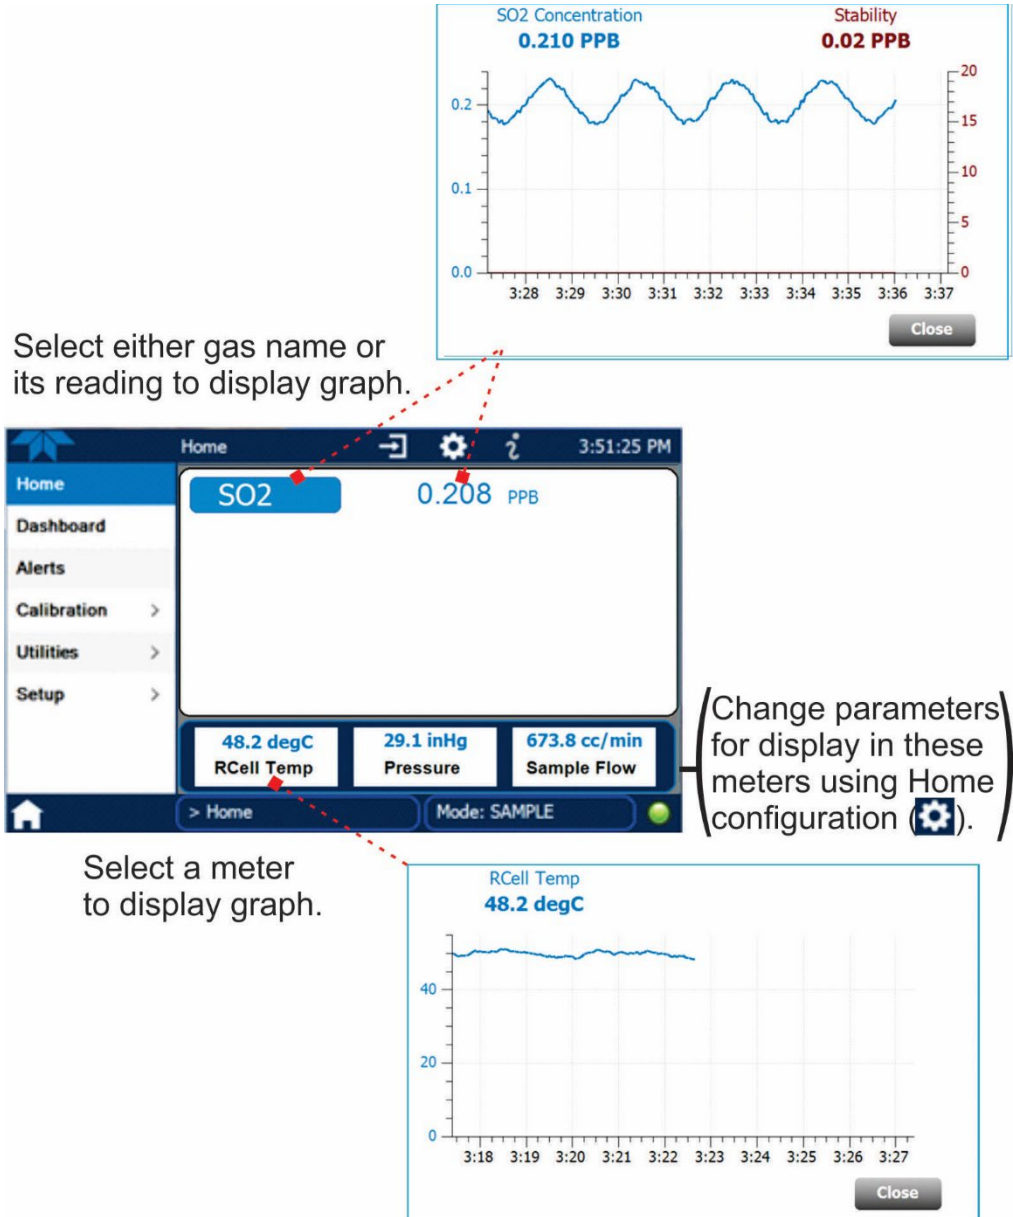 SO2 Concentration Stability
0.210 PPB 0.02 PPB
20
0.2
15
10
0.1
5
0.0 0
3:28 3:29 3:30 3:31 3:32 3:33 3:34 3:35 3:36 3:37
Close
Select either gas name or
its reading to display graph.
Home 3:51:25 PM
Home
SO2 0.208 PPB
Dashboard
Alerts
Calibration >
Utilities >
Setup >
48.2 degC 29.1 inHg 673.8 cc/min
RCell Temp Pressure Sample Flow
> Home Mode: SAMPLE
Change parameters
for display in these
meters using Home
configuration ( ).
Select a meter
to display graph.
RCell Temp
48.2 degC
40
20
0
3:18 3:19 3:20 3:21 3:22 3:23 3:24 3:25 3:26 3:27
Close